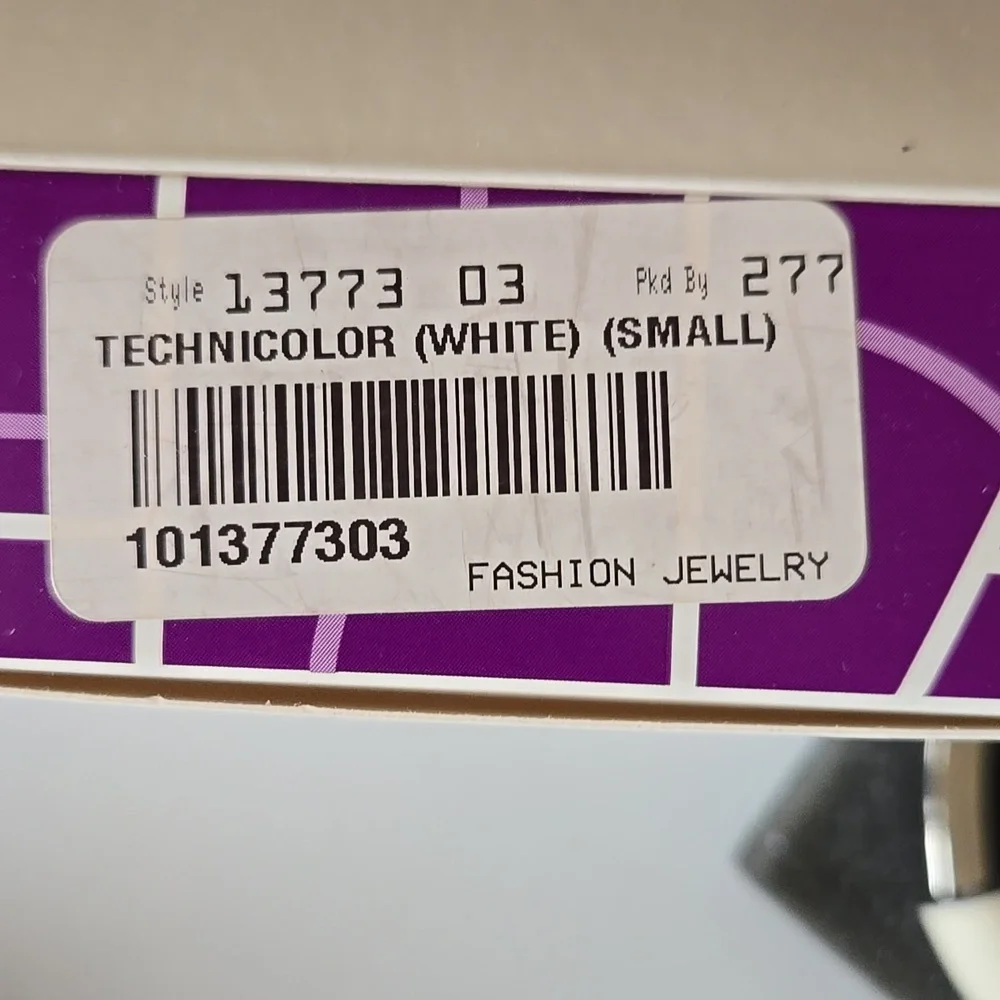 Style 13773 03 Pkd By 277
TECHNICOLOR (WHITE) (SMALL)
101377303
FASHION JEWELRY